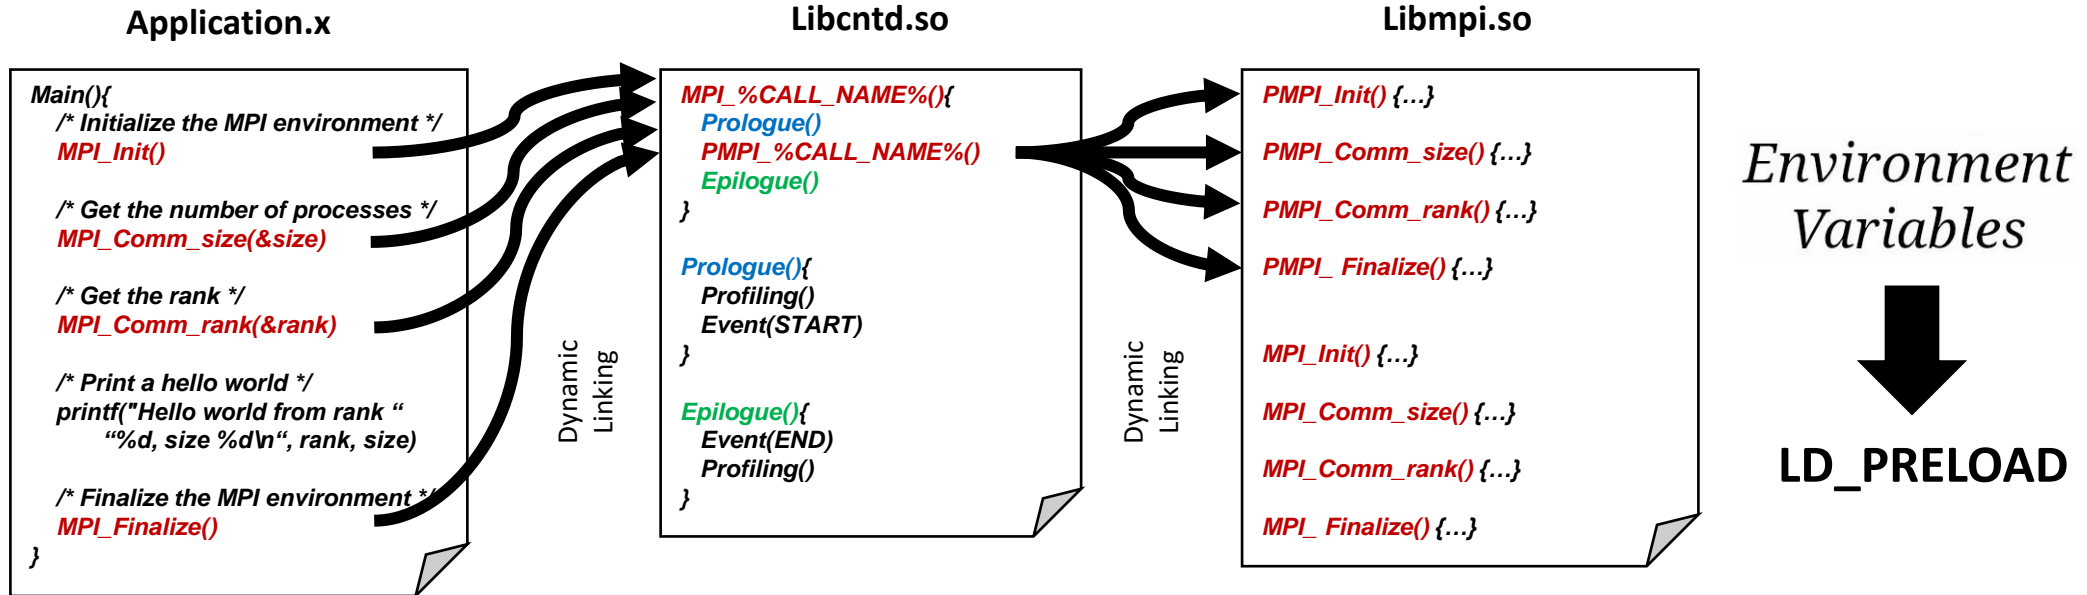 Application.x
Main(){
/* Initialize the MPI environment */
MPI_Init()
/* Get the number of processes */
MPI_Comm_size(&size)
/* Get the rank */
MPI_Comm_rank(&rank)
/* Print a hello world */
printf("Hello world from rank “
“%d, size %d\n“, rank, size)
/* Finalize the MPI environment */
MPI_Finalize()
}
Dynamic
Linking
Libcntd.so
MPI_%CALL_NAME%(){
Prologue()
PMPI_%CALL_NAME%()
Epilogue()
}
Prologue(){
Profiling()
Event(START)
}
Epilogue(){
Event(END)
Profiling()
}
Dynamic
Linking
Libmpi.so
PMPI_Init() {…}
PMPI_Comm_size() {…}
PMPI_Comm_rank() {…}
PMPI_ Finalize() {…}
MPI_Init() {…}
MPI_Comm_size() {…}
MPI_Comm_rank() {…}
MPI_ Finalize() {…}
Environment
Variables
LD_PRELOAD